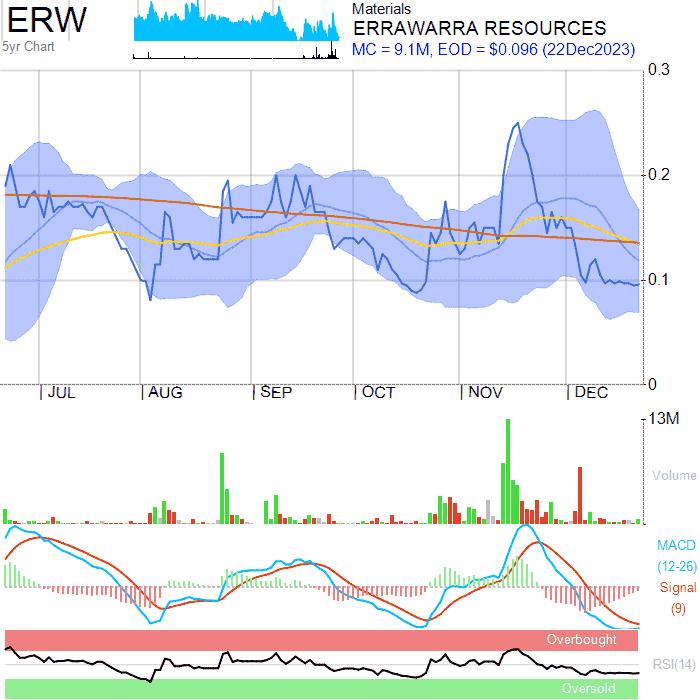 ERW
5yr Chart
Materials
ERRAWARRA RESOURCES
MC = 9.1M, EOD = $0.096 (22Dec2023)
0.3
0.2
0.1
0
JUL AUG SEP OCT NOV DEC
13M
Volume
MACD
(12-26)
Signal
(9)
Overbought
RSI(14)
Oversold